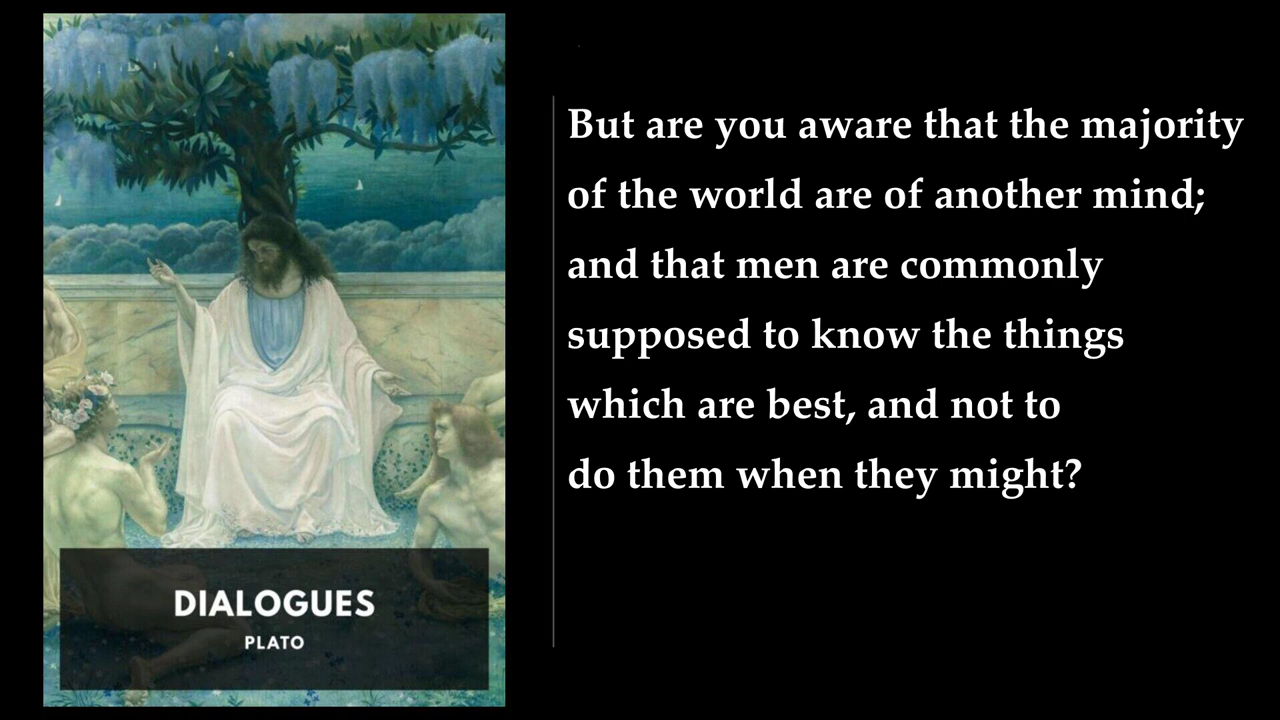 DIALOGUES
PLATO
But are you aware that the majority
of the world are of another mind;
and that men are commonly
supposed to know the things
which are best, and not to
do them when they might?